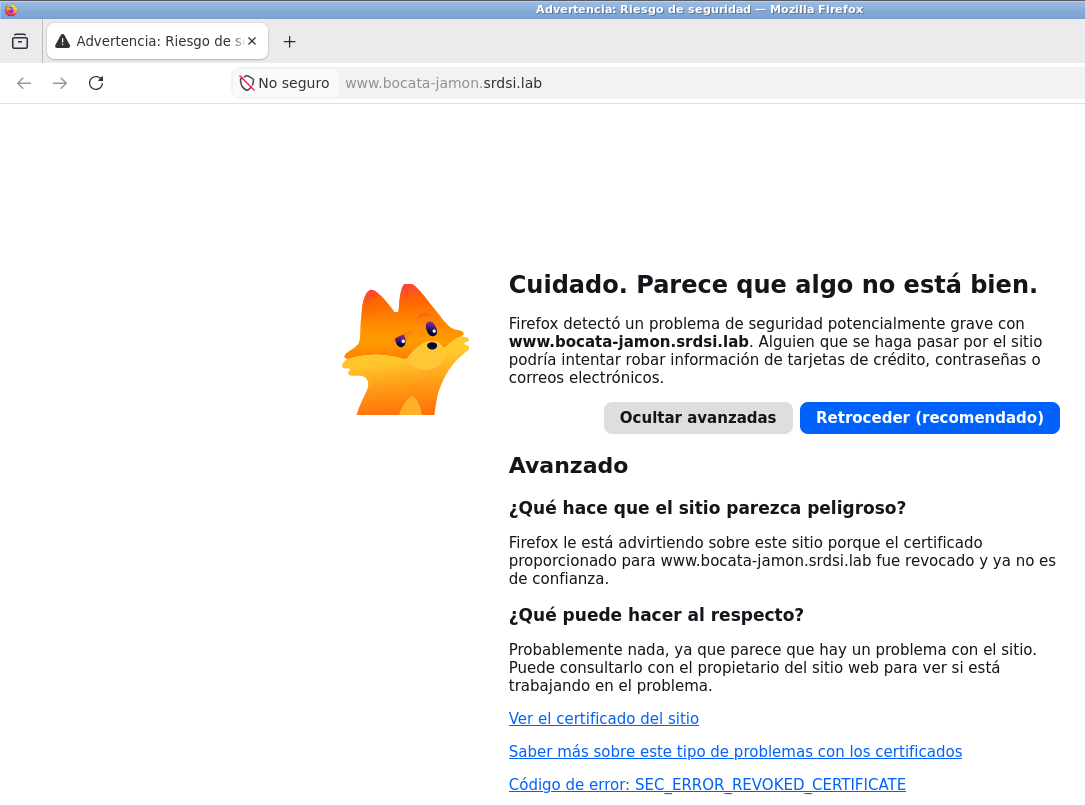 Advertencia: Riesgo de seguridad — Mozilla Firefox
Advertencia: Riesgo de s
No seguro
www.bocata-jamon.srdsi.lab
Cuidado. Parece que algo no está bien.
Firefox detectó un problema de seguridad potencialmente grave con
www.bocata-jamon.srdsi.lab. Alguien que se haga pasar por el sitio
podría intentar robar información de tarjetas de crédito, contraseñas o
correos electrónicos.
Ocultar avanzadas
Retroceder (recomendado)
Avanzado
¿Qué hace que el sitio parezca peligroso?
Firefox le está advirtiendo sobre este sitio porque el certificado
proporcionado para www.bocata-jamon.srdsi.lab fue revocado y ya no es
de confianza.
¿Qué puede hacer al respecto?
Probablemente nada, ya que parece que hay un problema con el sitio.
Puede consultarlo con el propietario del sitio web para ver si está
trabajando en el problema.
Ver el certificado del sitio
Saber más sobre este tipo de problemas con los certificados
Código de error: SEC_ERROR_REVOKED_CERTIFICATE